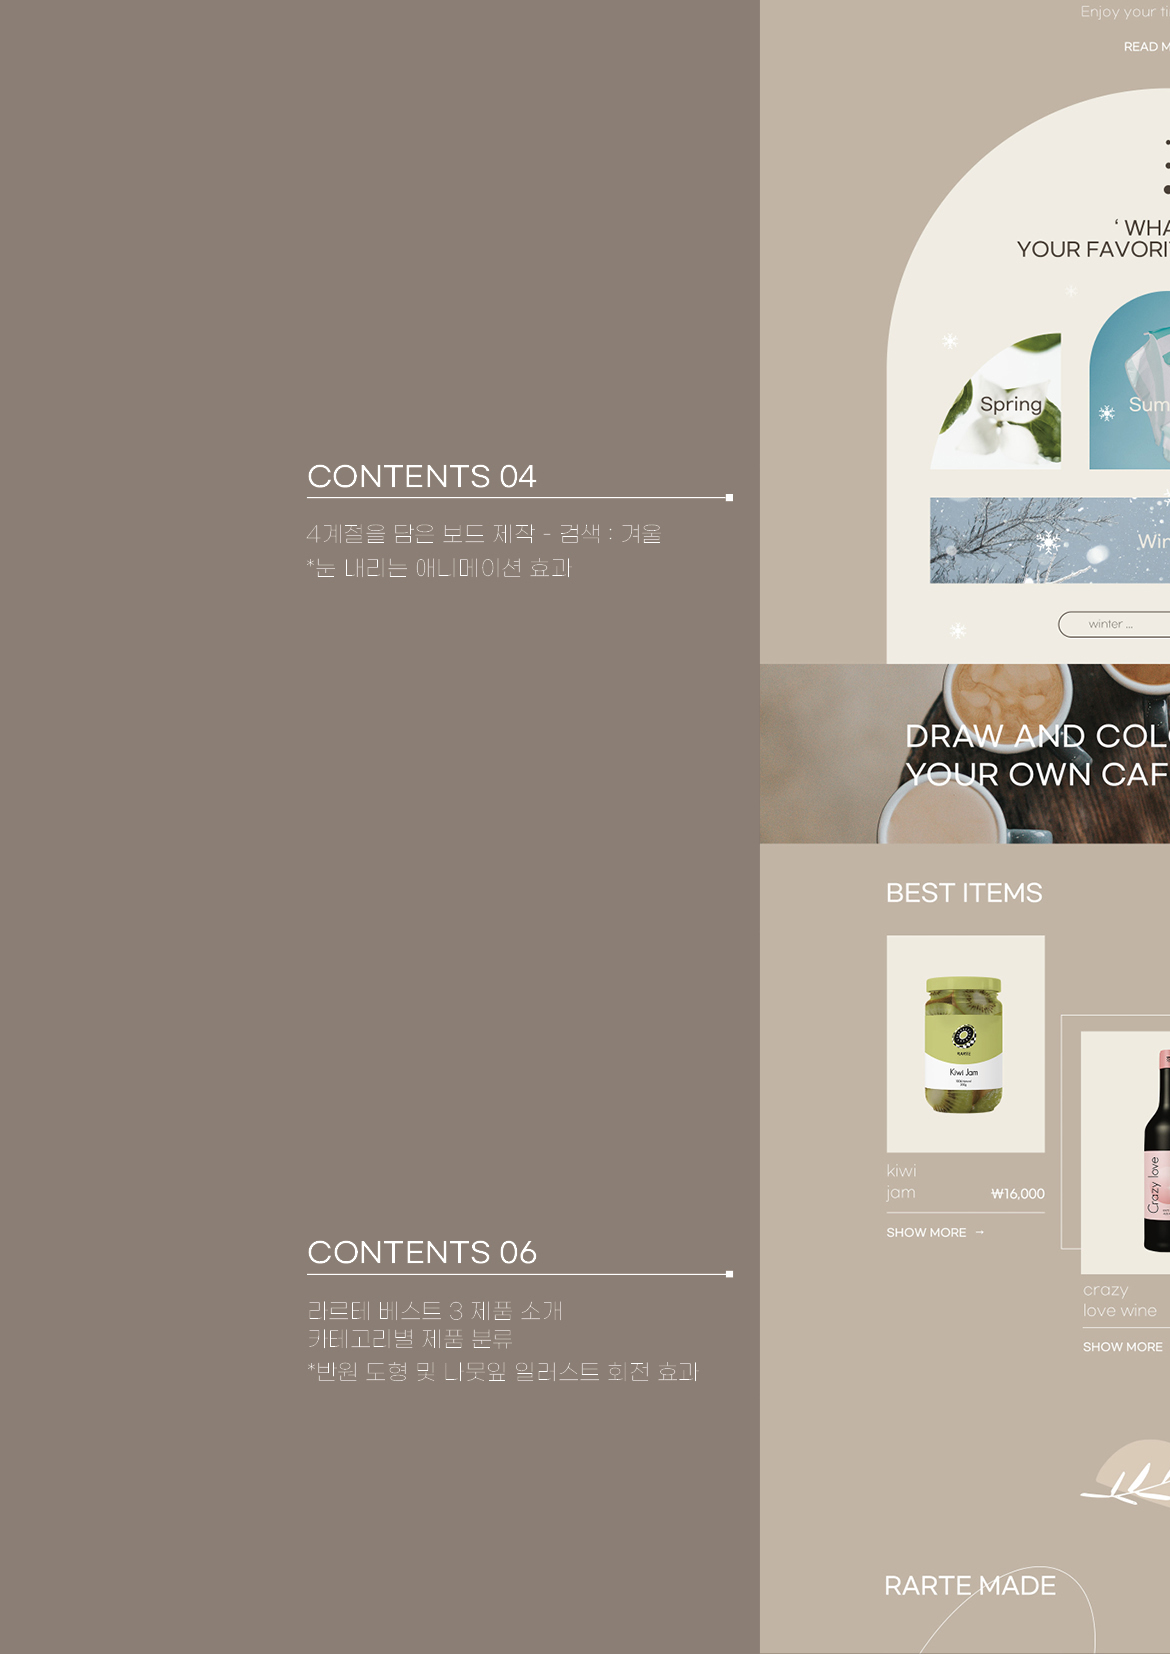 CONTENTS 04
4계절을 담은 보드 제작 - 검색 : 겨울
*눈 내리는 애니메이션 효과
CONTENTS 06
라르떼 베스트 3 제품 소개
카테고리별 제품 분류
*반원 도형 및 나뭇잎 일러스트 회전 효과
Enjoy your
READ
‘ WHA
YOUR FAVORI
Spring
Sum
Win
winter ...
DRAW AND COL
YOUR OWN CAF
BEST ITEMS
Kiwi Jam
kiwi
jam
₩16,000
SHOW MORE →
Crazy love
crazy
love wine
SHOW MORE
RARTE MADE